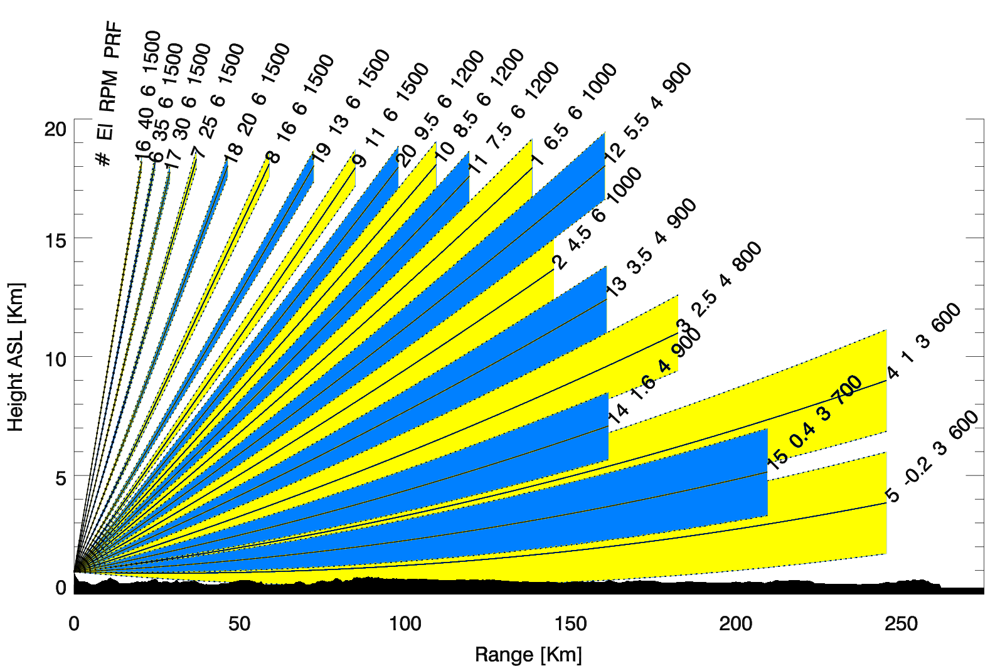 # El RPM PRF
16 40 6 1500
6 35 6 1500
17 30 6 1500
7 25 6 1500
18 20 6 1500
8 16 6 1500
19 13 6 1500
9 11 6 1500
20 9.5 6 1200
10 8.5 6 1200
11 7.5 6 1200
1 6.5 6 1000
12 5.5 4 900
2 4.5 6 1000
13 3.5 4 900
3 2.5 4 800
14 1.6 4 900
4 1 3 600
15 0.4 3 700
5 -0.2 3 600
Height ASL [Km]
20
15
10
5
0
0 50 100 150 200 250
Range [Km]